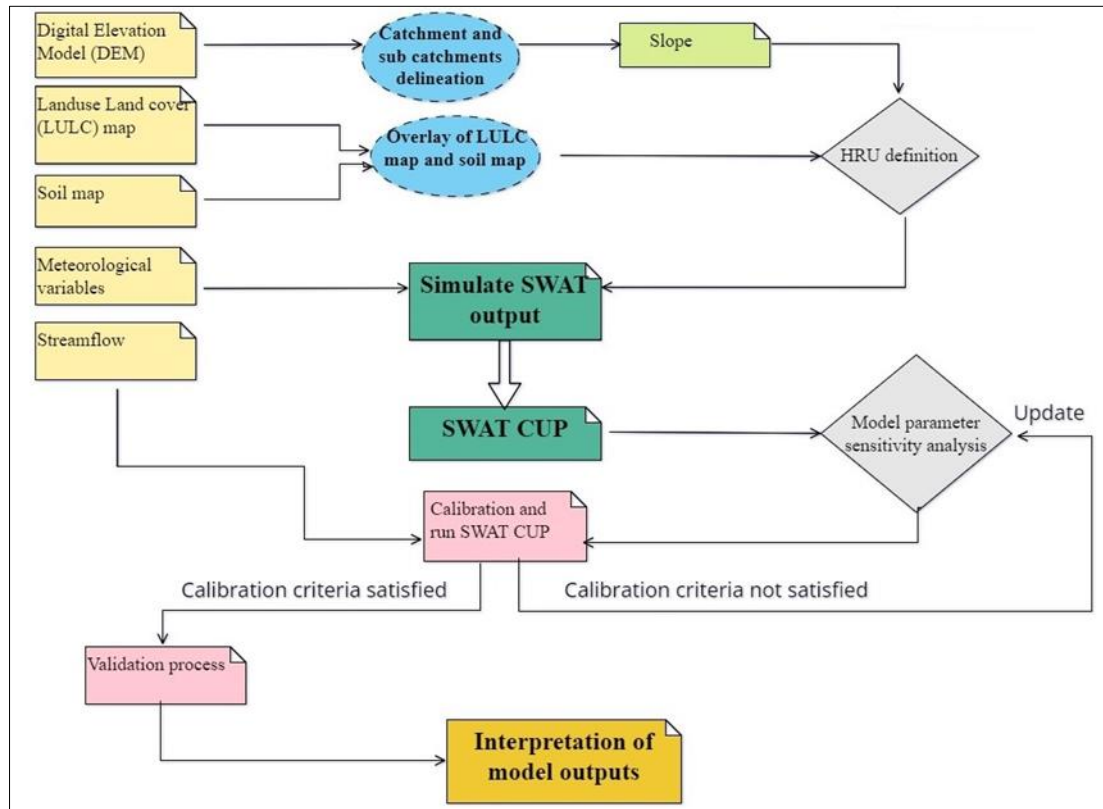 Digital Elevation
Model (DEM)
Catchment and
sub catchments
delineation
Slope
Landuse Land cover
(LULC) map
Overlay of LULC
map and soil map
HRU definition
Soil map
Meteorological
variables
Simulate SWAT
output
Streamflow
SWAT CUP
Model parameter
sensitivity analysis
Update
Calibration and
run SWAT CUP
Calibration criteria satisfied
Calibration criteria not satisfied
Validation process
Interpretation of
model outputs